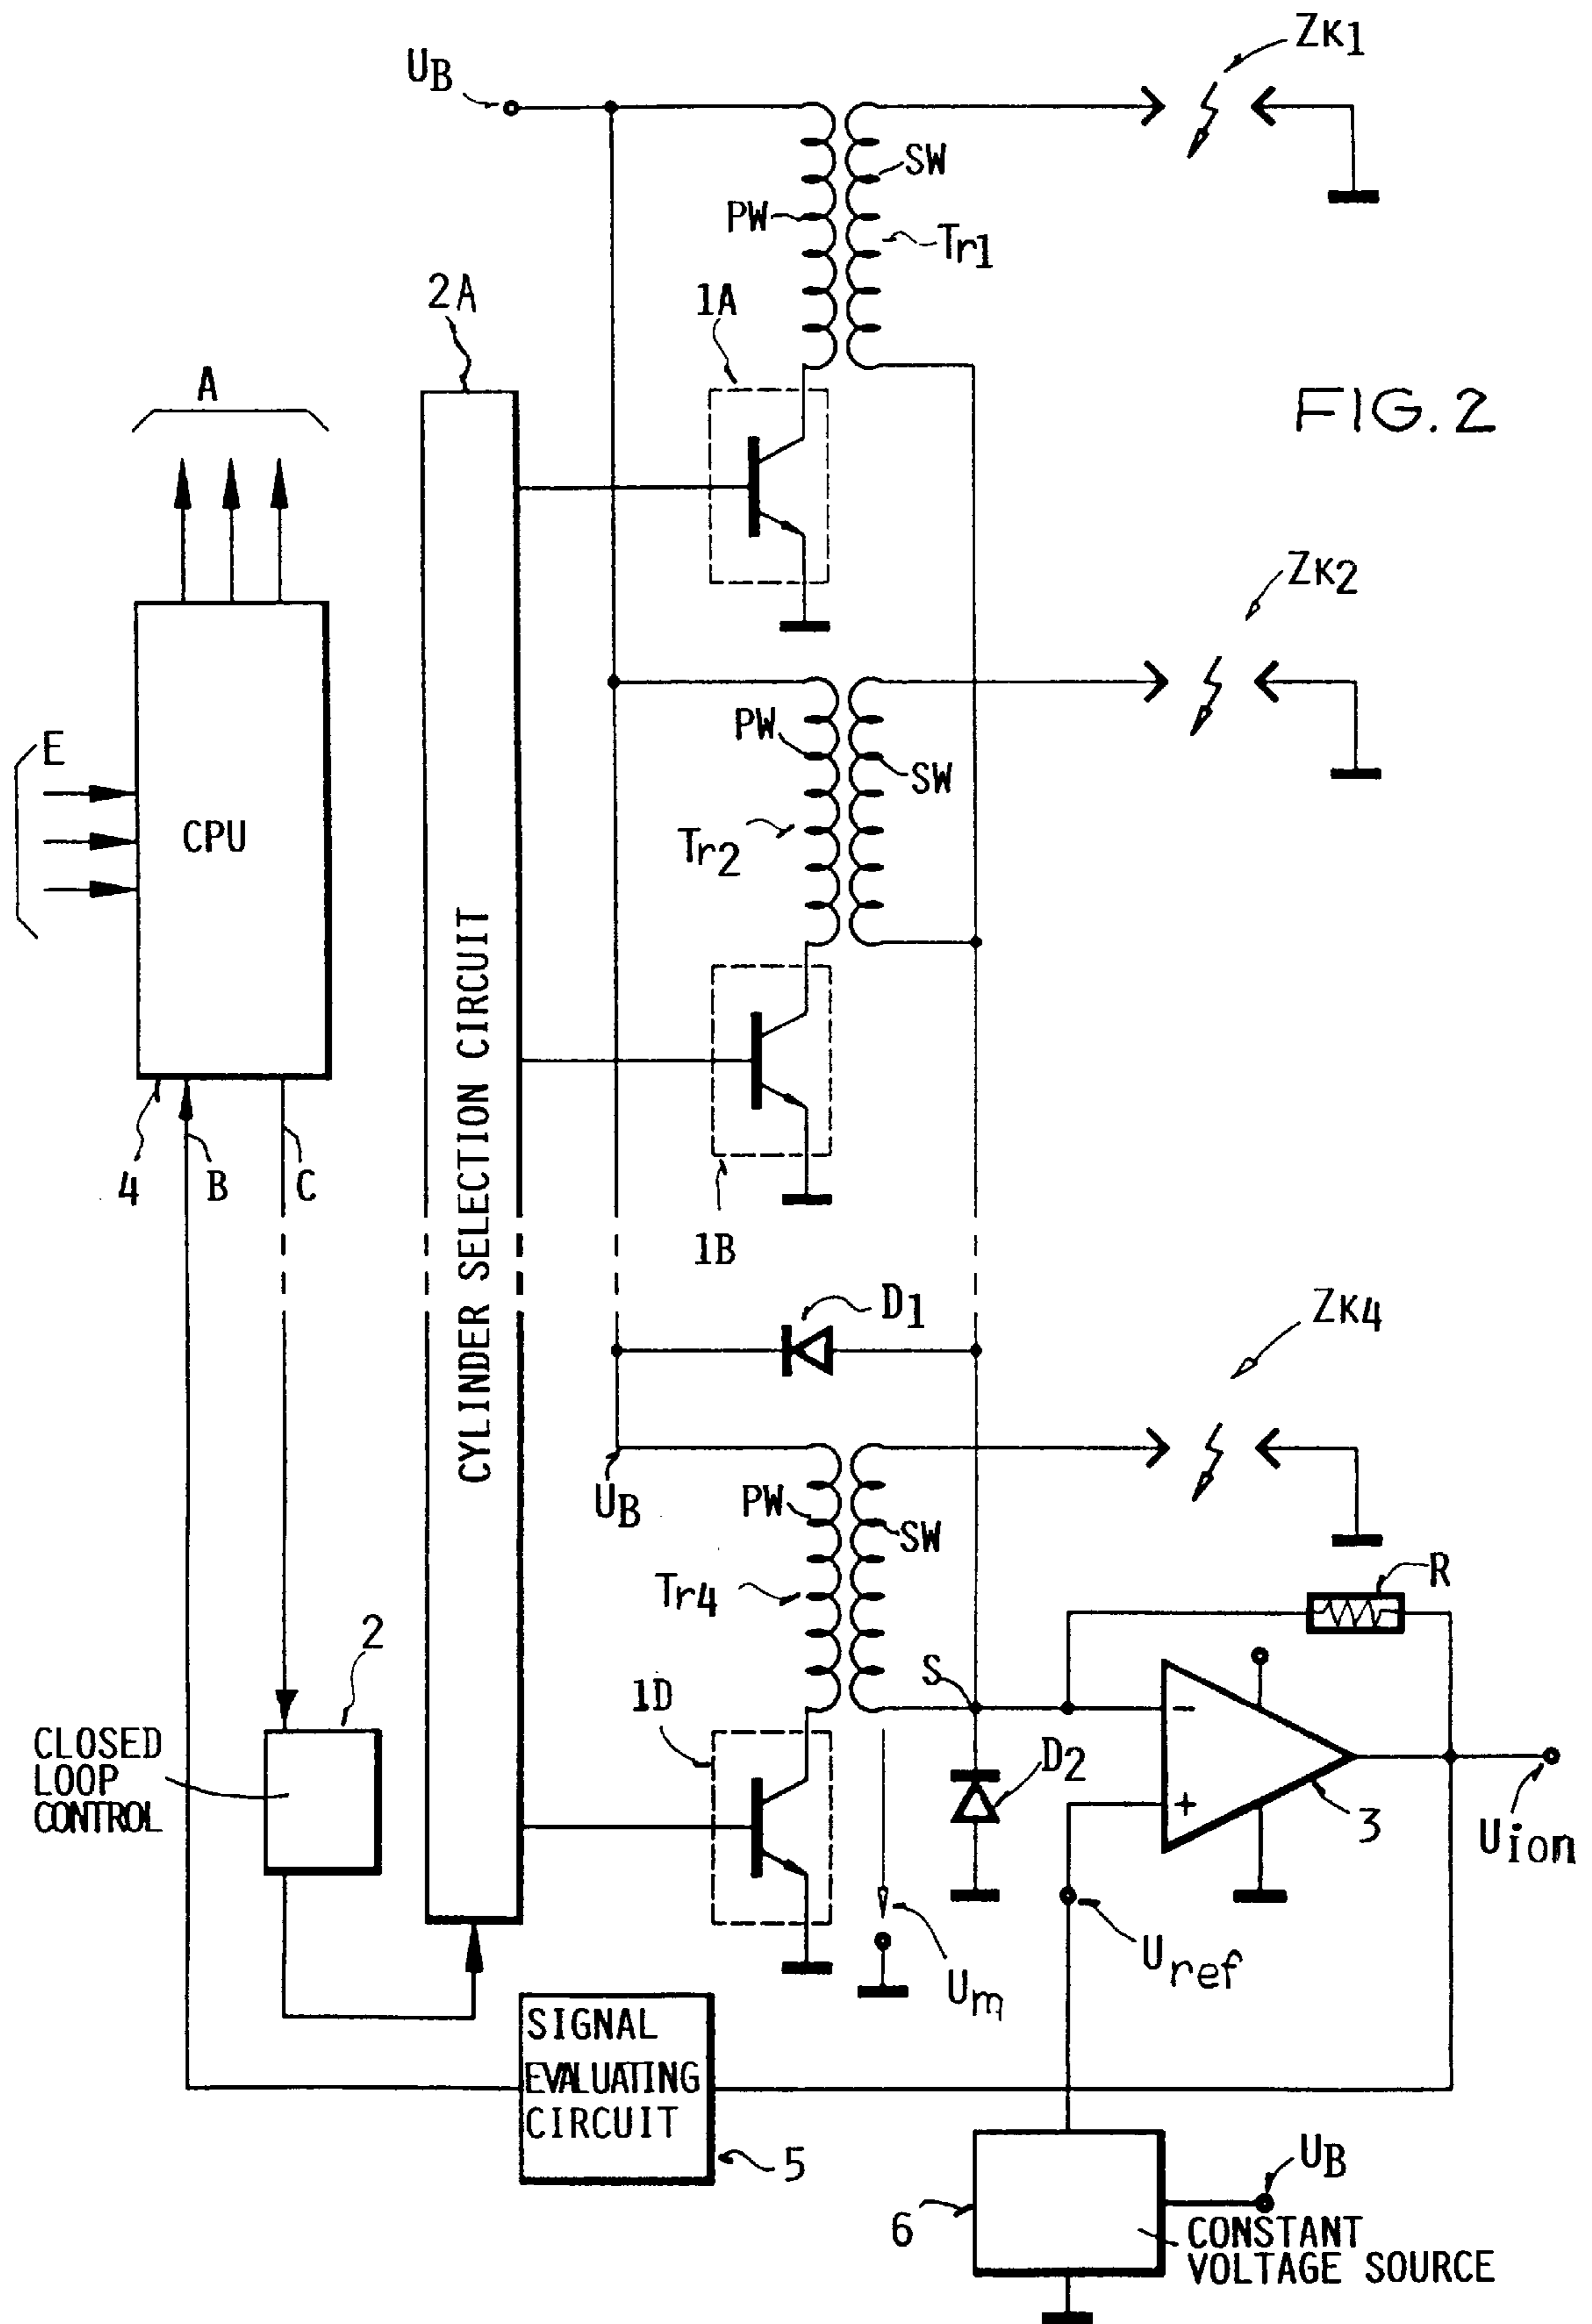 ZK1
UB
SW
PW
Tr1
2A
1A
A
FIG. 2
ZK2
E
PW
SW
CPU
Tr2
CYLINDER SELECTION CIRCUIT
4
B
C
1B
D1
ZK4
UB
PW
SW
R
Tr4
2
S
1D
CLOSED
LOOP
CONTROL
-
D2
+
3
Uion
Uref
Um
SIGNAL
EVALUATING
CIRCUIT
5
UB
6
CONSTANT
VOLTAGE SOURCE